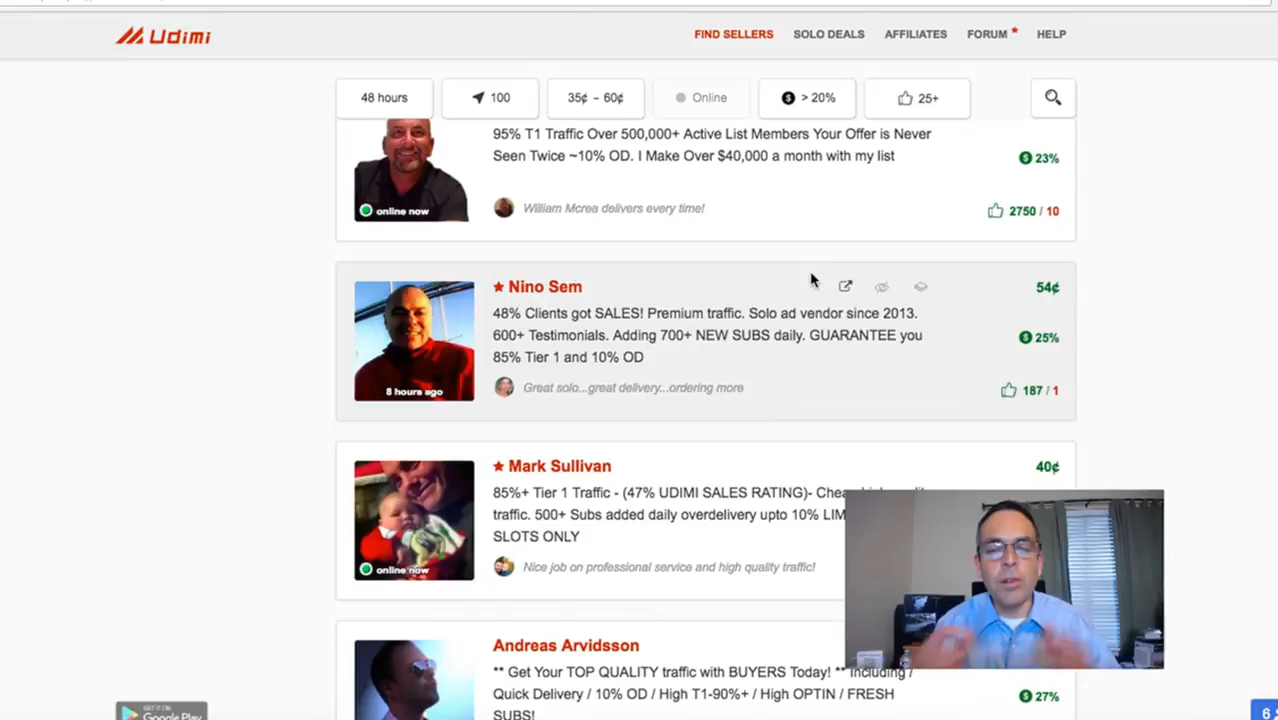 Udimi
FIND SELLERS
SOLO DEALS
AFFILIATES
FORUM *
HELP
48 hours
100
35¢ - 60¢
Online
> 20%
25+
95% T1 Traffic Over 500,000+ Active List Members Your Offer is Never
Seen Twice ~10% OD. I Make Over $40,000 a month with my list
23%
online now
William Mcrea delivers every time!
2750 / 10
Nino Sem
54¢
48% Clients got SALES! Premium traffic. Solo ad vendor since 2013.
600+ Testimonials. Adding 700+ NEW SUBS daily. GUARANTEE you
25%
85% Tier 1 and 10% OD
8 hours ago
Great solo...great delivery...ordering more
187 / 1
Mark Sullivan
40¢
85%+ Tier 1 Traffic - (47% UDIMI SALES RATING)-
traffic. 500+ Subs added daily overdelivery upto 10%
SLOTS ONLY
online now
Nice job on professional service and high quality traffic!
Andreas Arvidsson
** Get Your TOP QUALITY traffic with BUYERS Today! ** Including /
Quick Delivery / 10% OD / High T1-90%+ / High OPTIN / FRESH
27%
SUBS!
GET IT ON
Google Play
6